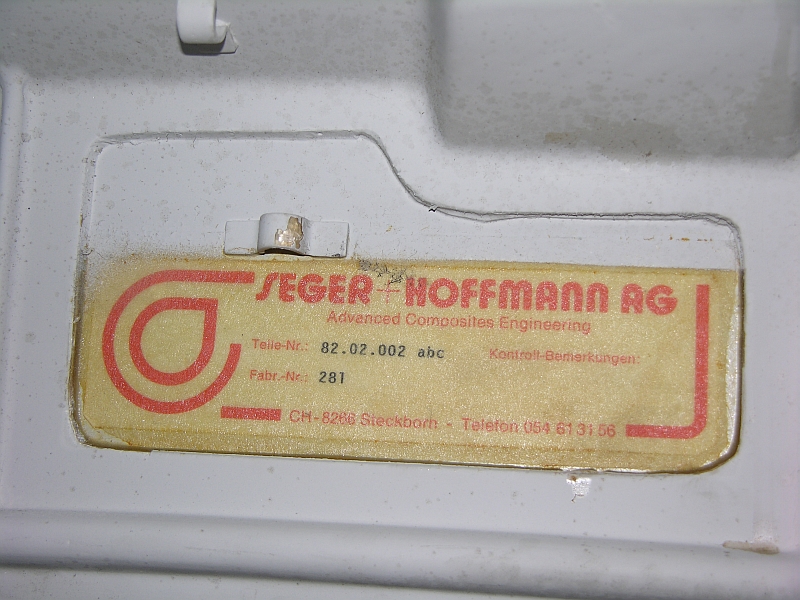 SEGER + HOFFMANN AG
Advanced Composites Engineering
Teile-Nr.: 82.02.002 abc Kontroll-Bemerkungen:
Fabr.-Nr.: 281
CH-8266 Steckborn - Telefon 054 61 31 56